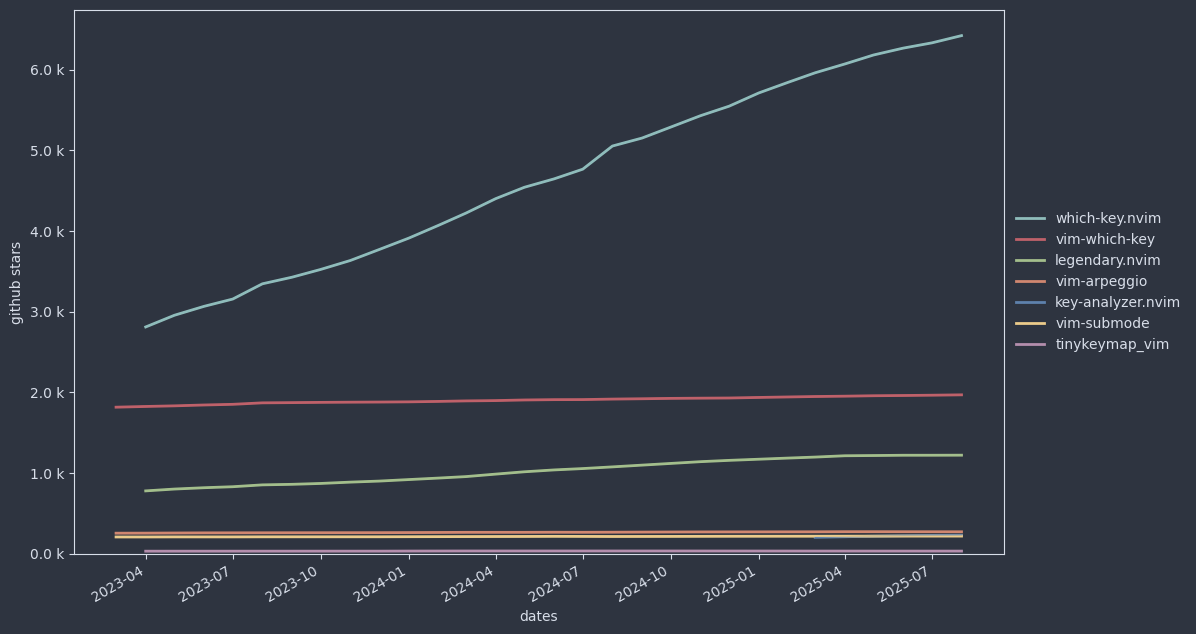 6.0 k
5.0 k
4.0 k
3.0 k
2.0 k
1.0 k
0.0 k
github stars
2023-04
2023-07
2023-10
2024-01
2024-04
2024-07
2024-10
2025-01
2025-04
2025-07
dates
which-key.nvim
vim-which-key
legendary.nvim
vim-arpeggio
key-analyzer.nvim
vim-submode
tinykeymap_vim